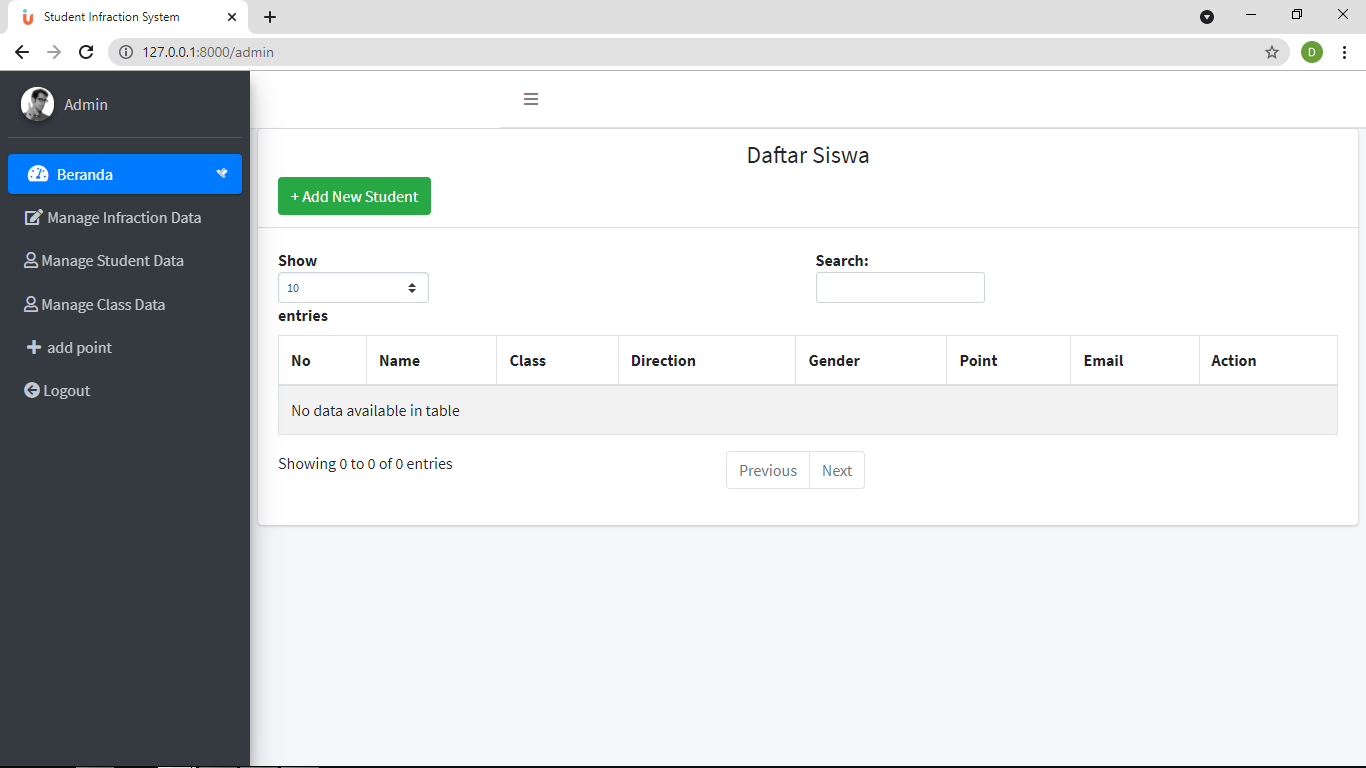 Student Infraction System
127.0.0.1:8000/admin
D
Admin
Beranda
Manage Infraction Data
Manage Student Data
Manage Class Data
add point
Logout
Daftar Siswa
+ Add New Student
Show
10
entries
Search:
No Name Class Direction Gender Point Email Action
No data available in table
Showing 0 to 0 of 0 entries
Previous Next